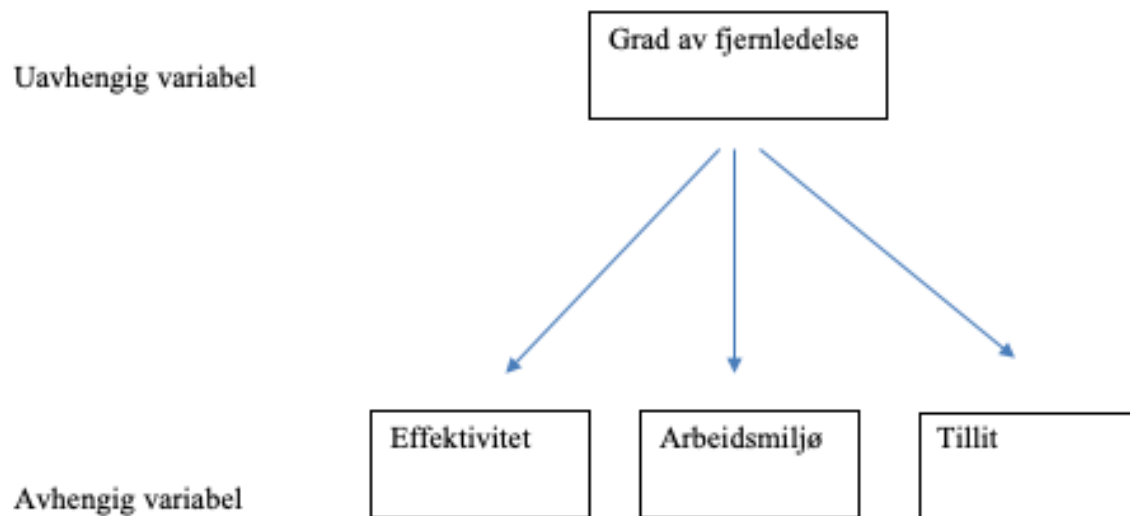 Grad av fjernledelse
Uavhengig variabel
Effektivitet
Arbeidsmiljø
Tillit
Avhengig variabel